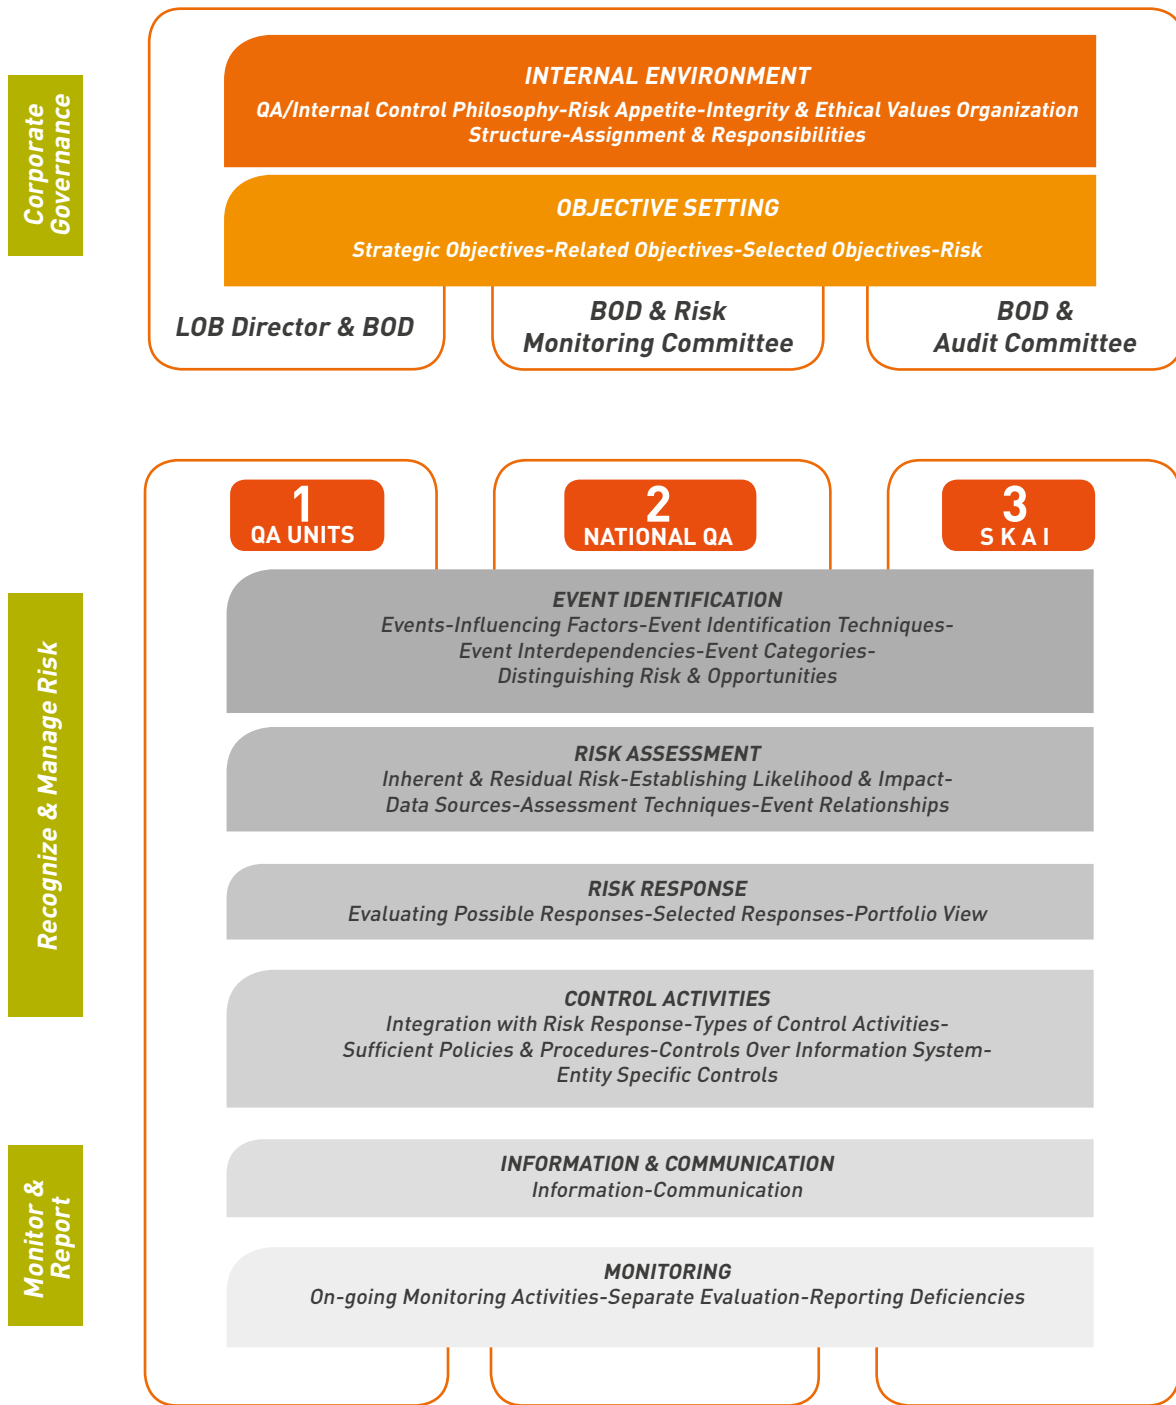 Corporate
Governance
INTERNAL ENVIRONMENT
QA/Internal Control Philosophy-Risk Appetite-Integrity & Ethical Values Organization
Structure-Assignment & Responsibilities
OBJECTIVE SETTING
Strategic Objectives-Related Objectives-Selected Objectives-Risk
LOB Director & BOD
BOD & Risk
Monitoring Committee
BOD &
Audit Committee
1
QA UNITS
2
NATIONAL QA
3
S K A I
Recognize & Manage Risk
EVENT IDENTIFICATION
Events-Influencing Factors-Event Identification Techniques-
Event Interdependencies-Event Categories-
Distinguishing Risk & Opportunities
RISK ASSESSMENT
Inherent & Residual Risk-Establishing Likelihood & Impact-
Data Sources-Assessment Techniques-Event Relationships
RISK RESPONSE
Evaluating Possible Responses-Selected Responses-Portfolio View
CONTROL ACTIVITIES
Integration with Risk Response-Types of Control Activities-
Sufficient Policies & Procedures-Controls Over Information System-
Entity Specific Controls
Monitor &
Report
INFORMATION & COMMUNICATION
Information-Communication
MONITORING
On-going Monitoring Activities-Separate Evaluation-Reporting Deficiencies